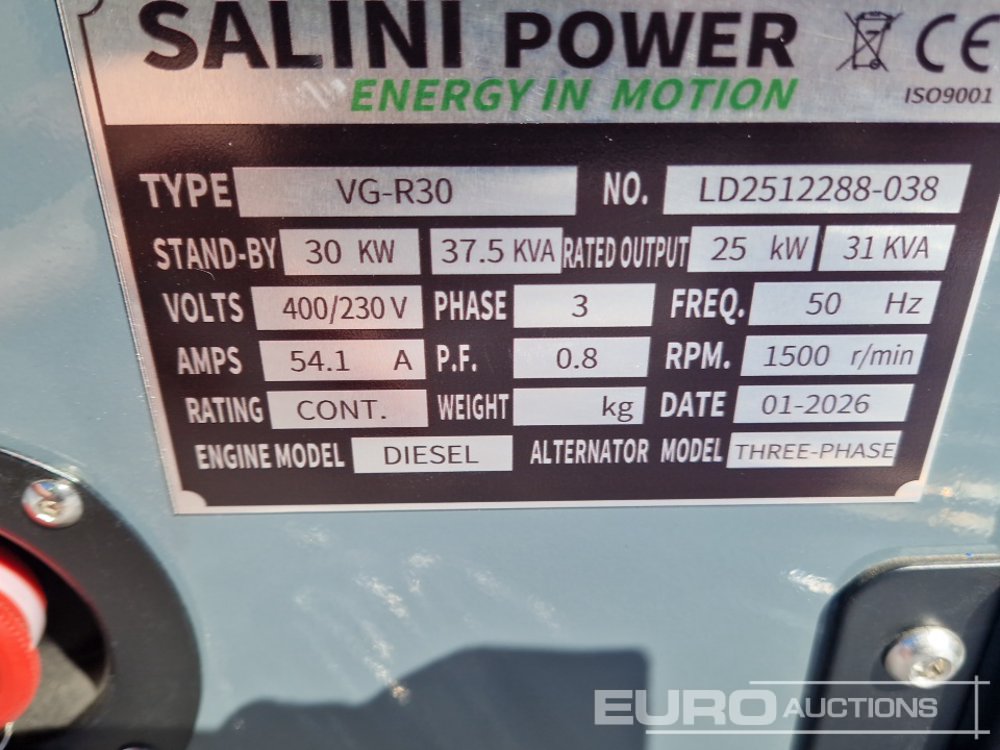 SALINI POWER
ENERGY IN MOTION
CE
ISO9001
TYPE VG-R30 NO. LD2512288-038
STAND-BY 30 KW 37.5 KVA RATED OUTPUT 25 kW 31 KVA
VOLTS 400/230 V PHASE 3 FREQ. 50 Hz
AMPS 54.1 A P.F. 0.8 RPM. 1500 r/min
RATING CONT. WEIGHT kg DATE 01-2026
ENGINE MODEL DIESEL ALTERNATOR MODEL THREE-PHASE
EURO AUCTIONS